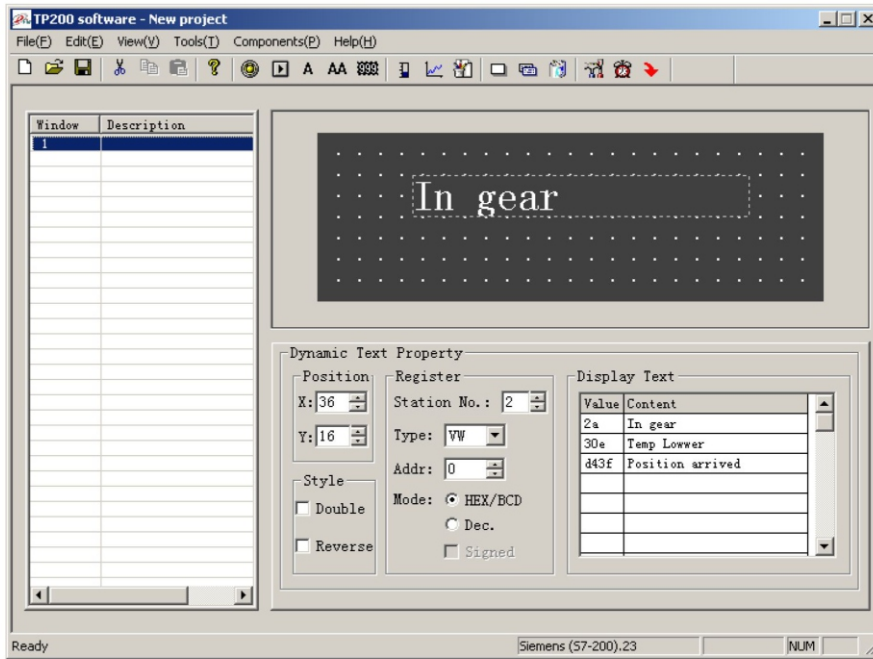 TP200 software - New project
File(F) Edit(E) View(V) Tools(T) Components(P) Help(H)
A AA
Window Description
1
In gear
Dynamic Text Property
Position
X: 36
Y: 16
Style
Double
Reverse
Register
Station No.: 2
Type: VW
Addr: 0
Mode: HEX/BCD
Dec.
Signed
Display Text
Value Content
2a In gear
30e Temp Lowwer
d43f Position arrived
Ready Siemens (S7-200).23 NUM